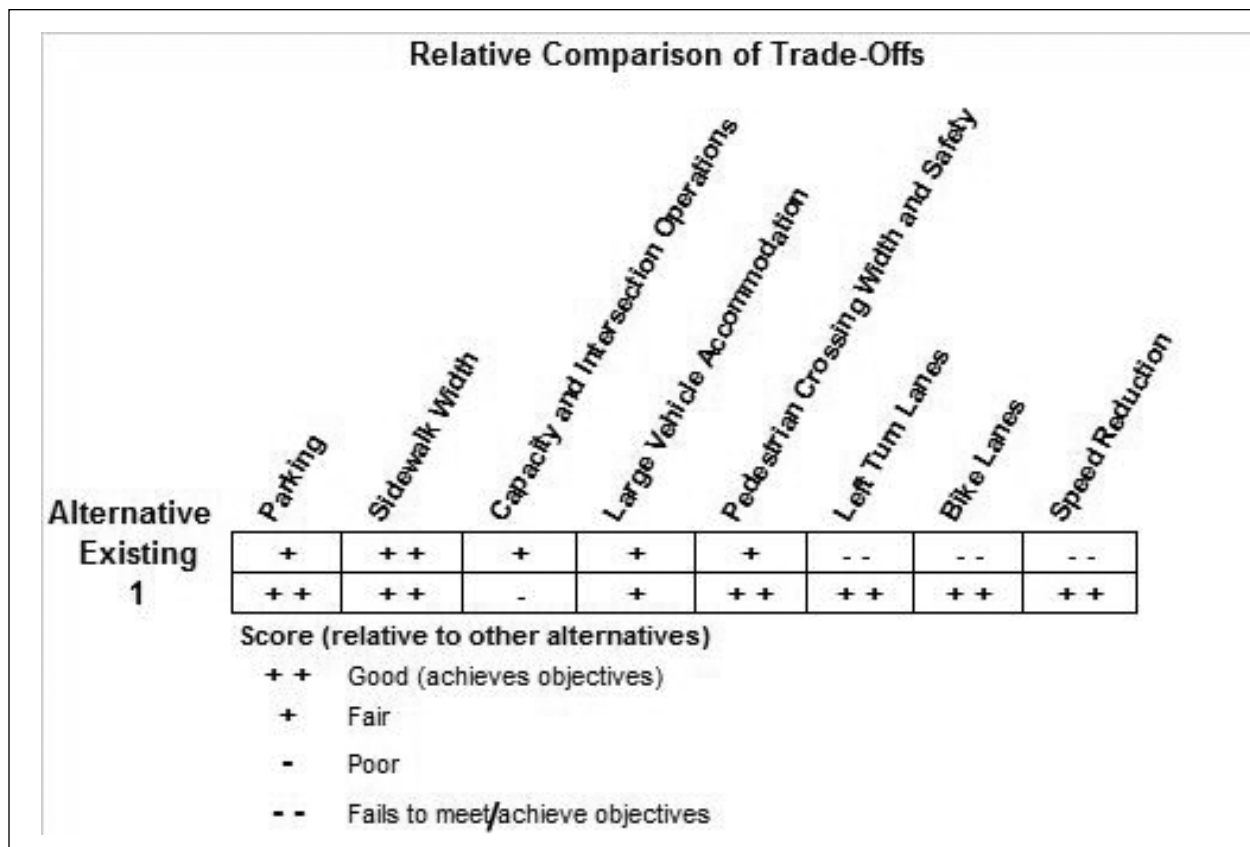 Relative Comparison of Trade-Offs
Parking
Sidewalk Width
Capacity and Intersection Operations
Large Vehicle Accommodation
Pedestrian Crossing Width and Safety
Left Turn Lanes
Bike Lanes
Speed Reduction
Alternative
Existing + + + + + + - - - - - -
1 + + + + - + + + + + + + + +
Score (relative to other alternatives)
+ + Good (achieves objectives)
+ Fair
- Poor
- - Fails to meet/achieve objectives